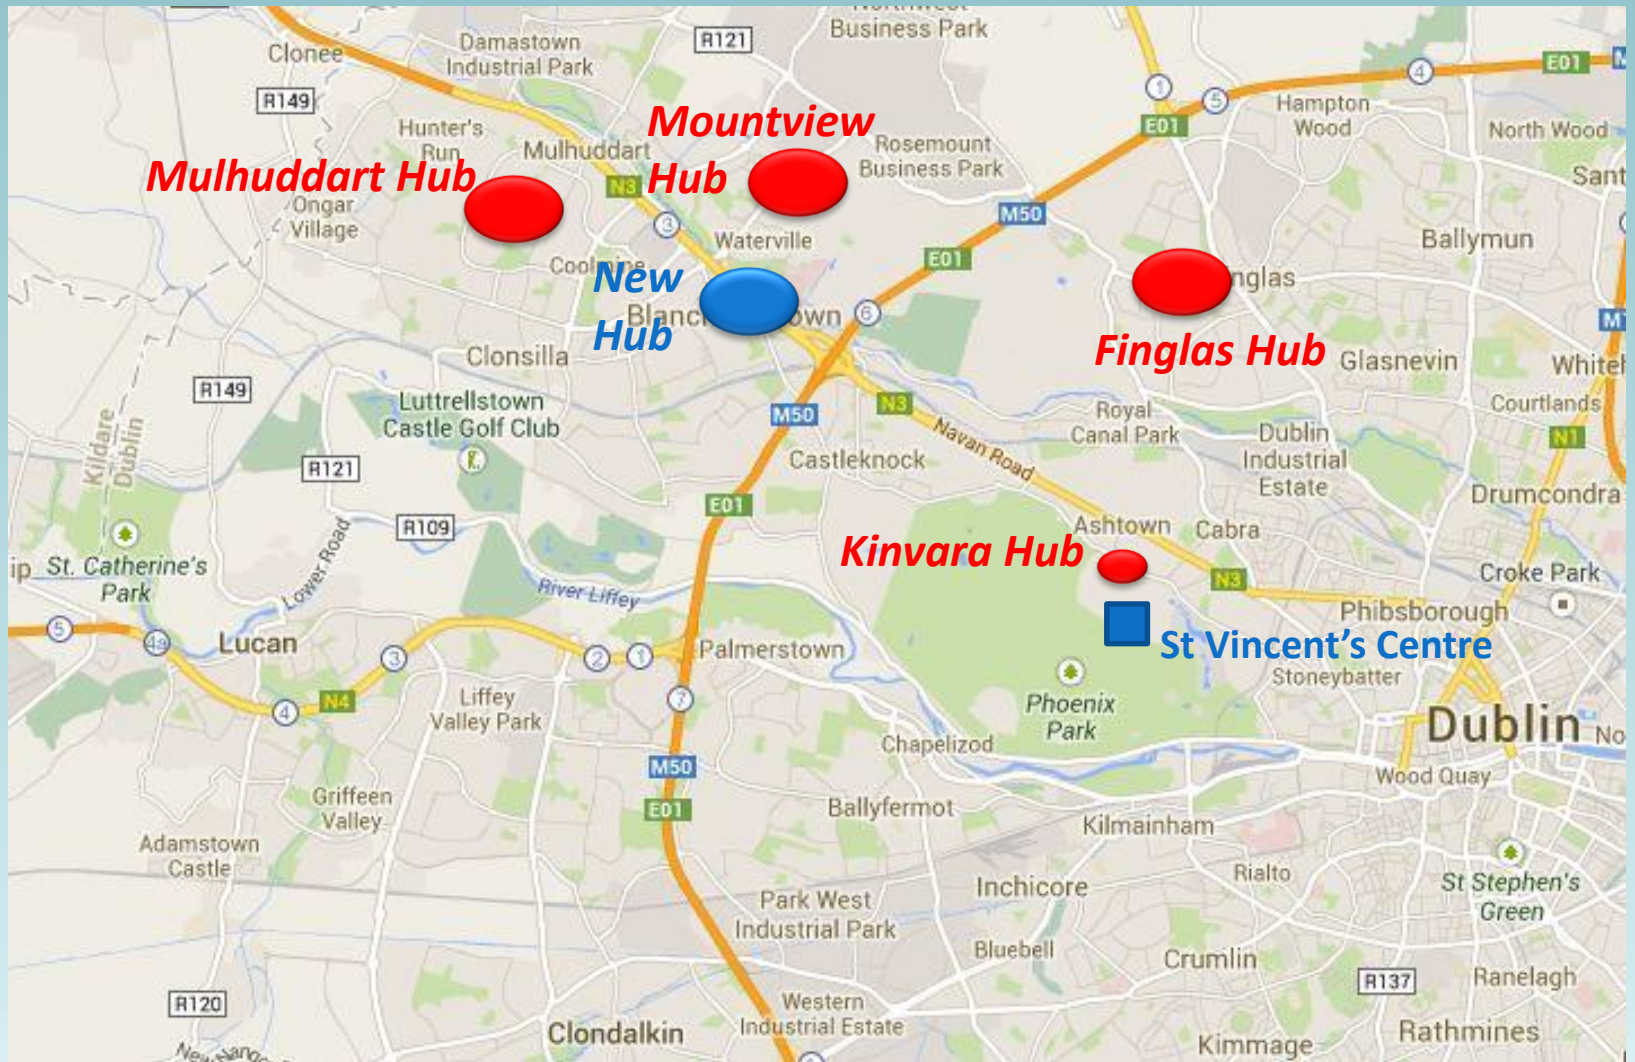 Northwest
Business Park
Clonee
Damastown
Industrial Park
R121
E01
4
1
5
R149
Hampton
Wood
E01
North Wood
Hunter's
Run
Mulhuddart
Mountview
Hub
Rosemount
Business Park
Mulhuddart Hub
N3
Ongar
Village
3
M50
Waterville
Ballymun
E01
New
Hub
6
Finglas Hub
Clonsilla
Glasnevin
R149
Luttrellstown
Castle Golf Club
M50
N3
Royal
Canal Park
Courtlands
Navan Road
Dublin
Industrial
Estate
N1
Kildare
Dublin
R121
Castleknock
E01
Drumcondra
R109
Ashtown
Cabra
Kinvara Hub
St. Catherine's
Park
Lower Road
River Liffey
N3
Croke Park
Phibsborough
5
4a
Lucan
3
2
1
Palmerstown
St Vincent's Centre
Stoneybatter
N4
4
Liffey
Valley Park
7
Phoenix
Park
Dublin
Chapelizod
M50
Wood Quay
E01
Griffeen
Valley
Ballyfermot
Kilmainham
Adamstown
Castle
Rialto
Inchicore
St Stephen's
Green
Park West
Industrial Park
Bluebell
Crumlin
R137
Ranelagh
R120
Western
Industrial Estate
Clondalkin
Rathmines
Kimmage